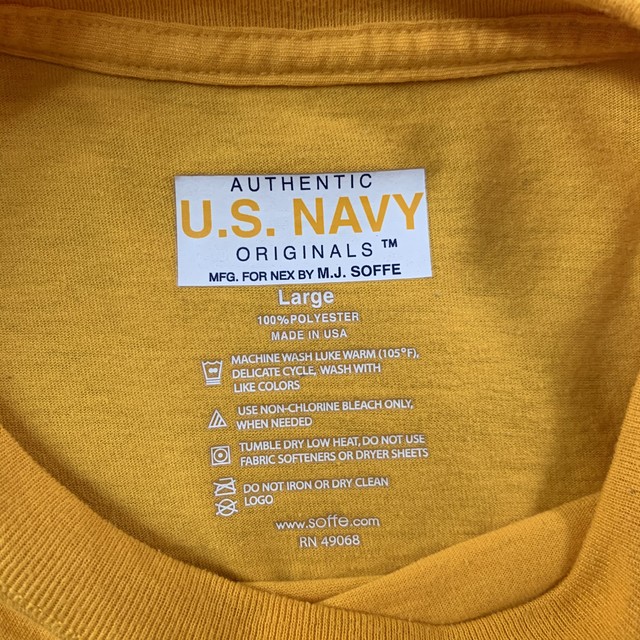 AUTHENTIC
U.S. NAVY
ORIGINALS ™
MFG. FOR NEX BY M.J. SOFFE
Large
100% POLYESTER
MADE IN USA
MACHINE WASH LUKE WARM (105°F),
DELICATE CYCLE, WASH WITH
LIKE COLORS
USE NON-CHLORINE BLEACH ONLY,
WHEN NEEDED
TUMBLE DRY LOW HEAT, DO NOT USE
FABRIC SOFTENERS OR DRYER SHEETS
DO NOT IRON OR DRY CLEAN
LOGO
www.soffe.com
RN 49068